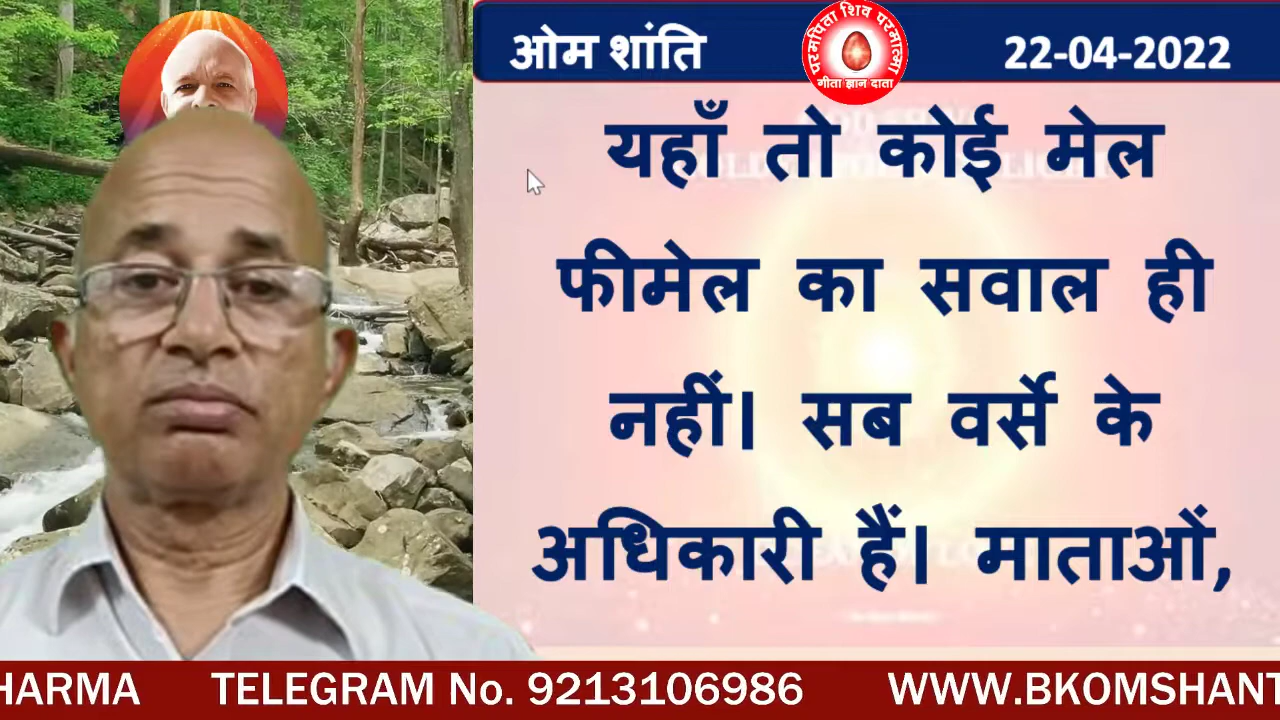 ओम शांति
परमपिता शिव परमात्मा
गीता ज्ञान दाता
22-04-2022
यहाँ तो कोई मेल
फीमेल का सवाल ही
नहीं। सब वर्से के
अधिकारी हैं। माताओं,
HARMA TELEGRAM No. 9213106986 WWW.BKOMSHANT